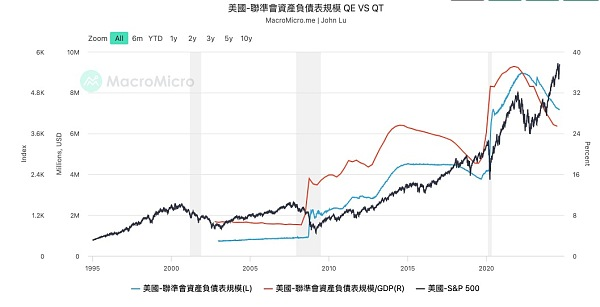 美國-聯準會資產負債表規模 QE VS QT
MacroMicro.me | John Lu
Zoom All 6m YTD 1y 2y 3y 5y 10y
MacroMicro
6K 10M 40
4.8K 8M 32
3.6K 6M 24
2.4K 4M 16
1.2K 2M 8
0K 0M 0
Index
Millions, USD
Percent
1995 2000 2005 2010 2015 2020
美國-聯準會資產負債表規模(L) 美國-聯準會資產負債表規模/GDP(R) 美國-S&P 500